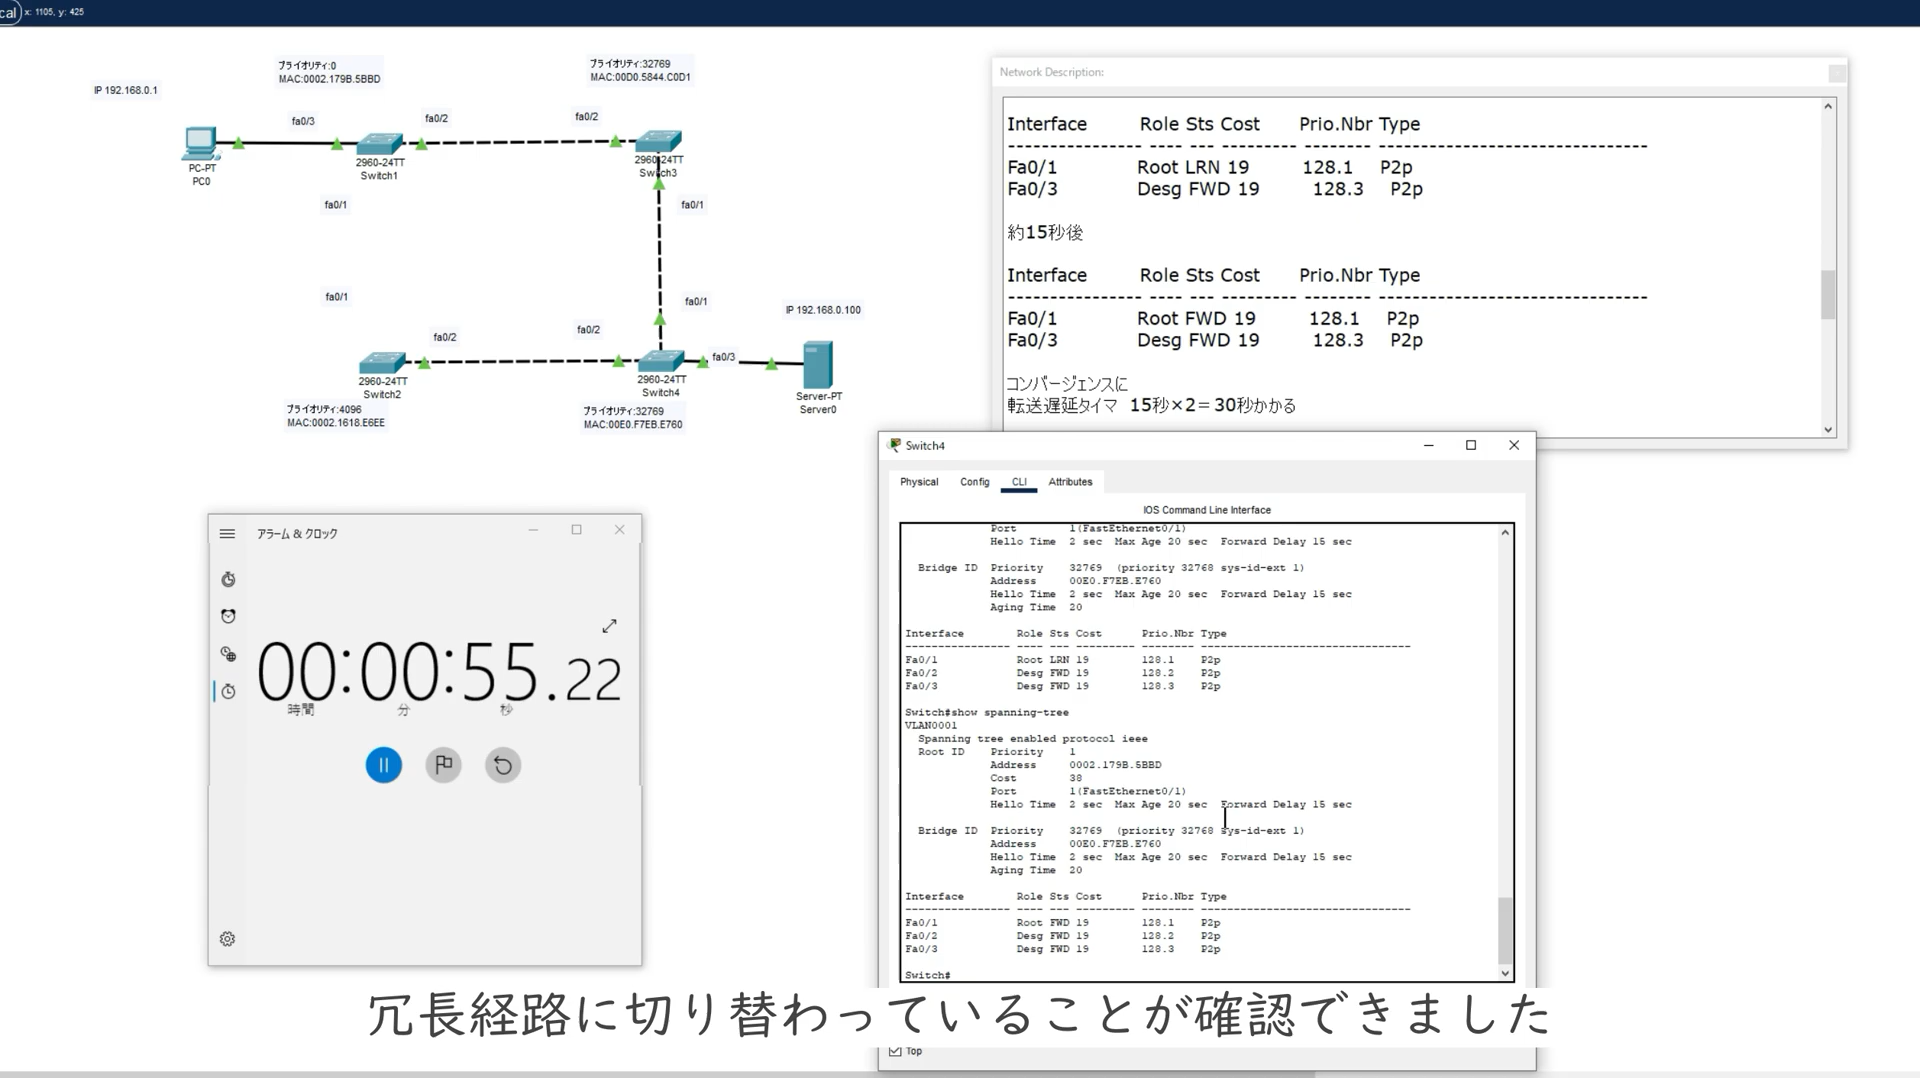 cal x: 1105, y: 425
プライオリティ:0
MAC:0002.179B.5BBD
プライオリティ:32769
MAC:00D0.5844.C0D1
IP 192.168.0.1
fa0/3
fa0/2
fa0/2
PC-PT
PC0
2960-24TT
Switch1
2960-24TT
Switch3
fa0/1
fa0/1
fa0/1
fa0/1
IP 192.168.0.100
fa0/2
fa0/2
fa0/3
2960-24TT
Switch2
2960-24TT
Switch4
Server-PT
Server0
プライオリティ:4096
MAC:0002.1618.E6EE
プライオリティ:32769
MAC:00E0.F7EB.E760
Network Description:
Interface Role Sts Cost Prio.Nbr Type
---------------- ---- --- --------- -------- --------------------------------
Fa0/1 Root LRN 19 128.1 P2p
Fa0/3 Desg FWD 19 128.3 P2p
約15秒後
Interface Role Sts Cost Prio.Nbr Type
---------------- ---- --- --------- -------- --------------------------------
Fa0/1 Root FWD 19 128.1 P2p
Fa0/3 Desg FWD 19 128.3 P2p
コンバージェンスに
転送遅延タイマ 15秒×2＝30秒かかる
アラーム & クロック
00:00:55.22
時間 分 秒
Switch4
Physical Config CLI Attributes
IOS Command Line Interface
Port 1(FastEthernet0/1)
Hello Time 2 sec Max Age 20 sec Forward Delay 15 sec
Bridge ID Priority 32769 (priority 32768 sys-id-ext 1)
Address 00E0.F7EB.E760
Hello Time 2 sec Max Age 20 sec Forward Delay 15 sec
Aging Time 20
Interface Role Sts Cost Prio.Nbr Type
---------------- ---- --- --------- -------- --------------------------------
Fa0/1 Root LRN 19 128.1 P2p
Fa0/2 Desg FWD 19 128.2 P2p
Fa0/3 Desg FWD 19 128.3 P2p
Switch#show spanning-tree
VLAN0001
Spanning tree enabled protocol ieee
Root ID Priority 1
Address 0002.179B.5BBD
Cost 38
Port 1(FastEthernet0/1)
Hello Time 2 sec Max Age 20 sec Forward Delay 15 sec
Bridge ID Priority 32769 (priority 32768 sys-id-ext 1)
Address 00E0.F7EB.E760
Hello Time 2 sec Max Age 20 sec Forward Delay 15 sec
Aging Time 20
Interface Role Sts Cost Prio.Nbr Type
---------------- ---- --- --------- -------- --------------------------------
Fa0/1 Root FWD 19 128.1 P2p
Fa0/2 Desg FWD 19 128.2 P2p
Fa0/3 Desg FWD 19 128.3 P2p
Switch#
冗長経路に切り替わっていることが確認できました
Top